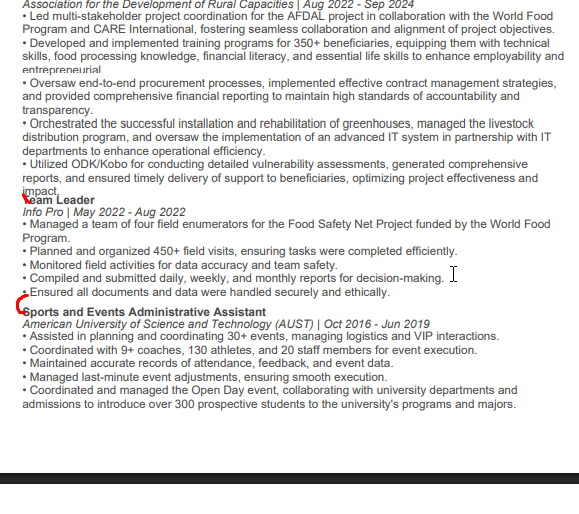 Association for the Development of Rural Capacities | Aug 2022 - Sep 2024
• Led multi-stakeholder project coordination for the AFDAL project in collaboration with the World Food
Program and CARE International, fostering seamless collaboration and alignment of project objectives.
• Developed and implemented training programs for 350+ beneficiaries, equipping them with technical
skills, food processing knowledge, financial literacy, and essential life skills to enhance employability and
entrepreneurial
• Oversaw end-to-end procurement processes, implemented effective contract management strategies,
and provided comprehensive financial reporting to maintain high standards of accountability and
transparency.
• Orchestrated the successful installation and rehabilitation of greenhouses, managed the livestock
distribution program, and oversaw the implementation of an advanced IT system in partnership with IT
departments to enhance operational efficiency.
• Utilized ODK/Kobo for conducting detailed vulnerability assessments, generated comprehensive
reports, and ensured timely delivery of support to beneficiaries, optimizing project effectiveness and
impact.
Team Leader
Info Pro | May 2022 - Aug 2022
• Managed a team of four field enumerators for the Food Safety Net Project funded by the World Food
Program.
• Planned and organized 450+ field visits, ensuring tasks were completed efficiently.
• Monitored field activities for data accuracy and team safety.
• Compiled and submitted daily, weekly, and monthly reports for decision-making.
• Ensured all documents and data were handled securely and ethically.
Sports and Events Administrative Assistant
American University of Science and Technology (AUST) | Oct 2016 - Jun 2019
• Assisted in planning and coordinating 30+ events, managing logistics and VIP interactions.
• Coordinated with 9+ coaches, 130 athletes, and 20 staff members for event execution.
• Maintained accurate records of attendance, feedback, and event data.
• Managed last-minute event adjustments, ensuring smooth execution.
• Coordinated and managed the Open Day event, collaborating with university departments and
admissions to introduce over 300 prospective students to the university's programs and majors.